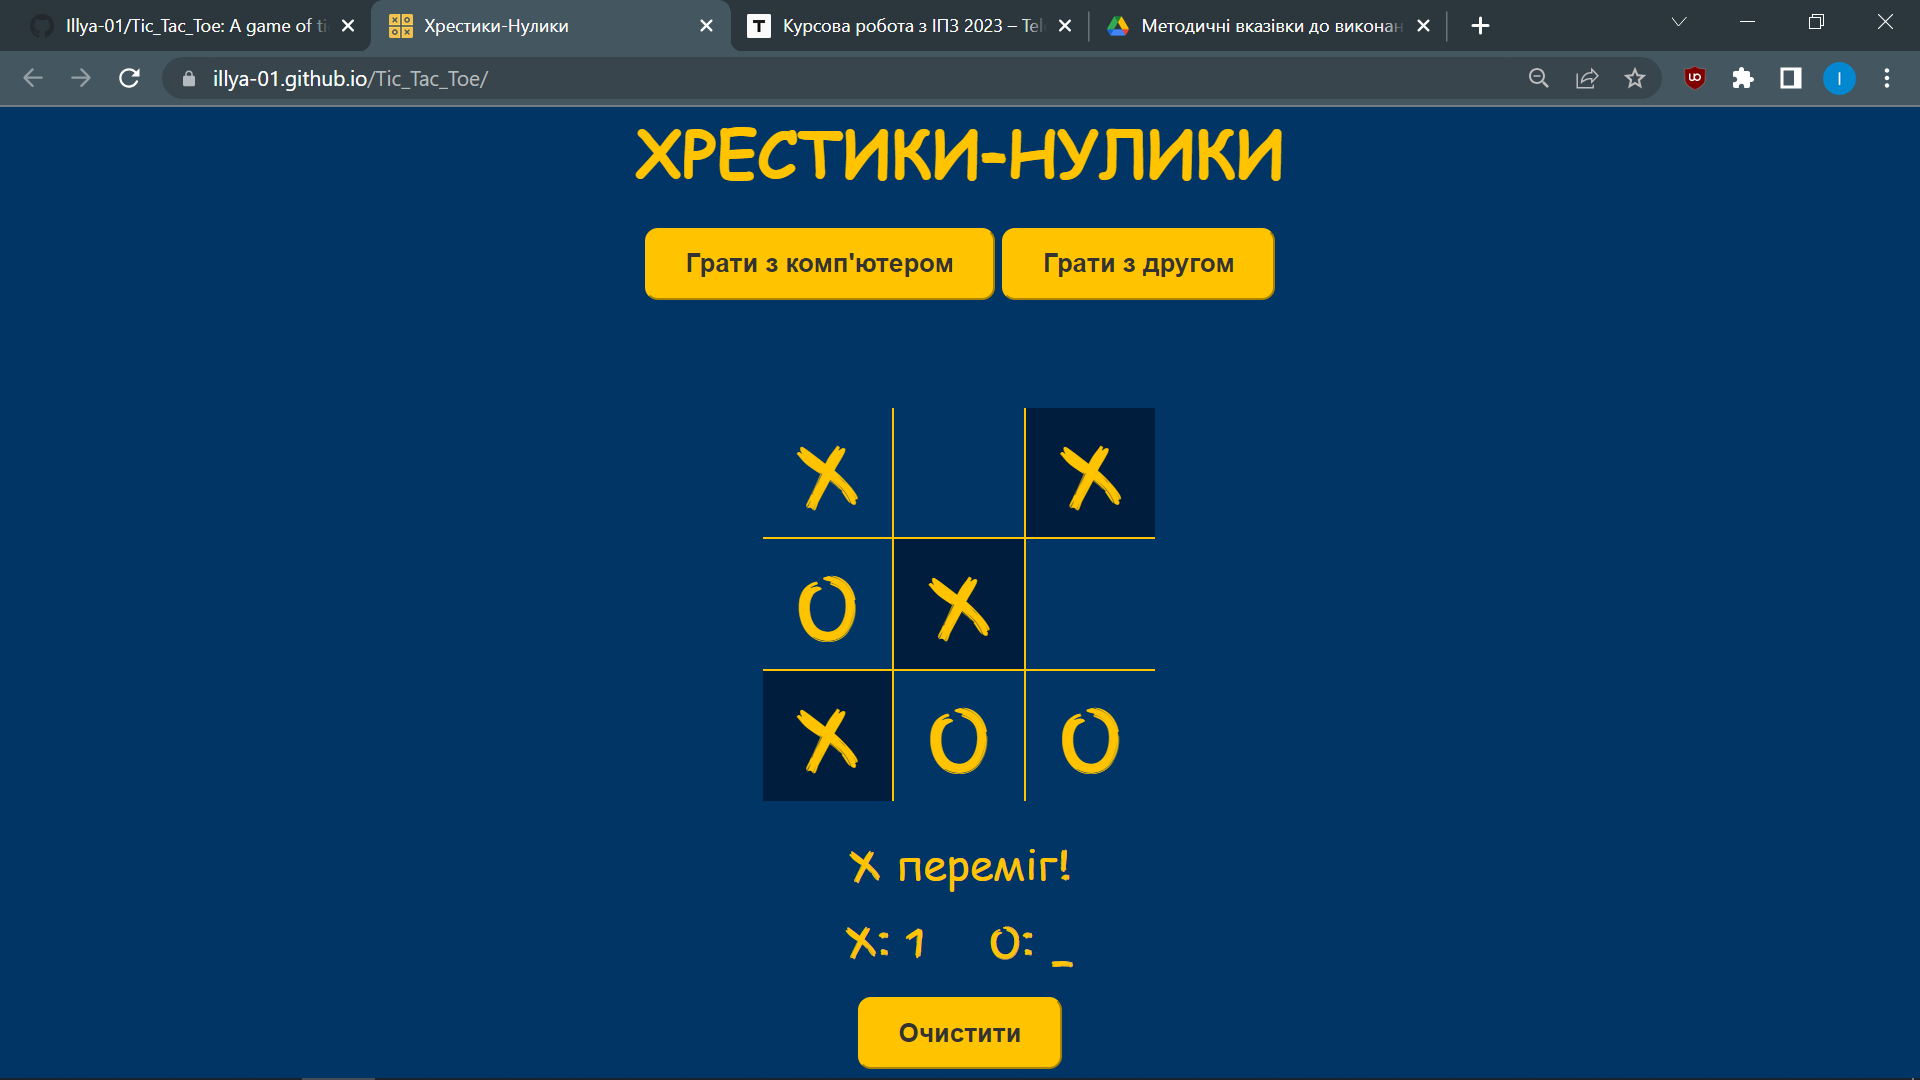 Illya-01/Tic_Tac_Toe: A game of ti
Хрестики-Нулики
Курсова робота з ІПЗ 2023 – Tel
Методичні вказівки до виконан
illya-01.github.io/Tic_Tac_Toe/
I
ХРЕСТИКИ-НУЛИКИ
Грати з комп'ютером
Грати з другом
X X
O X
X O O
X переміг!
X: 1 O: _
Очистити